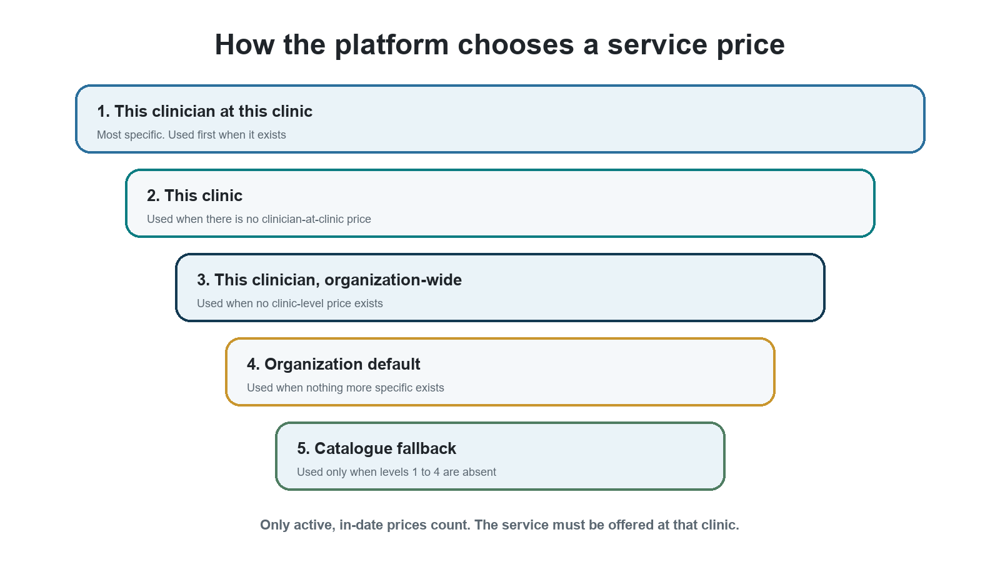 How the platform chooses a service price
1. This clinician at this clinic
Most specific. Used first when it exists
2. This clinic
Used when there is no clinician-at-clinic price
3. This clinician, organization-wide
Used when no clinic-level price exists
4. Organization default
Used when nothing more specific exists
5. Catalogue fallback
Used only when levels 1 to 4 are absent
Only active, in-date prices count. The service must be offered at that clinic.